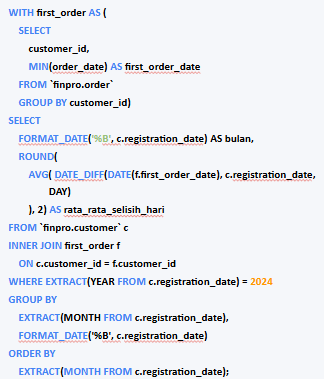 WITH first_order AS (
SELECT
customer_id,
MIN(order_date) AS first_order_date
FROM `finpro.order`
GROUP BY customer_id)
SELECT
FORMAT_DATE('%B', c.registration_date) AS bulan,
ROUND(
AVG( DATE_DIFF(DATE(f.first_order_date), c.registration_date,
DAY)
), 2) AS rata_rata_selisih_hari
FROM `finpro.customer` c
INNER JOIN first_order f
ON c.customer_id = f.customer_id
WHERE EXTRACT(YEAR FROM c.registration_date) = 2024
GROUP BY
EXTRACT(MONTH FROM c.registration_date),
FORMAT_DATE('%B', c.registration_date)
ORDER BY
EXTRACT(MONTH FROM c.registration_date);